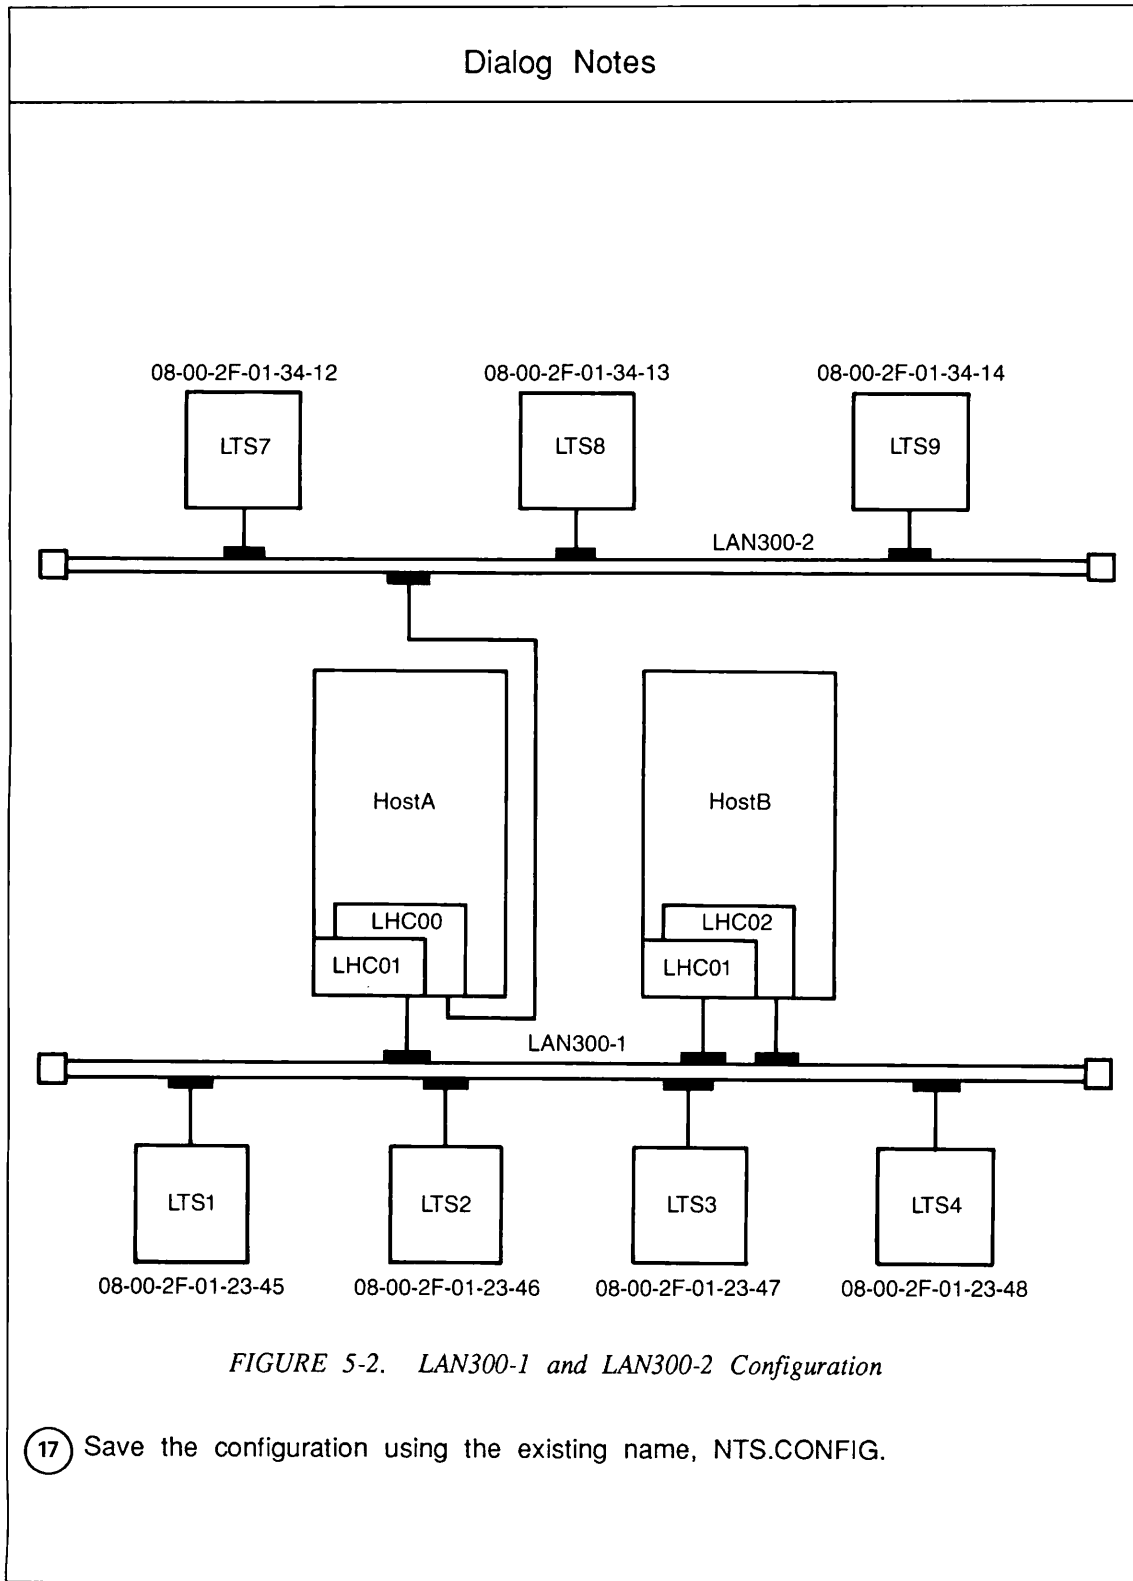 Dialog Notes
08-00-2F-01-34-12
08-00-2F-01-34-13
08-00-2F-01-34-14
LTS7
LTS8
LTS9
LAN300-2
HostA
HostB
LHC00
LHC02
LHC01
LHC01
LAN300-1
LTS1
LTS2
LTS3
LTS4
08-00-2F-01-23-45
08-00-2F-01-23-46
08-00-2F-01-23-47
08-00-2F-01-23-48
FIGURE 5-2. LAN300-1 and LAN300-2 Configuration
17 Save the configuration using the existing name, NTS.CONFIG.